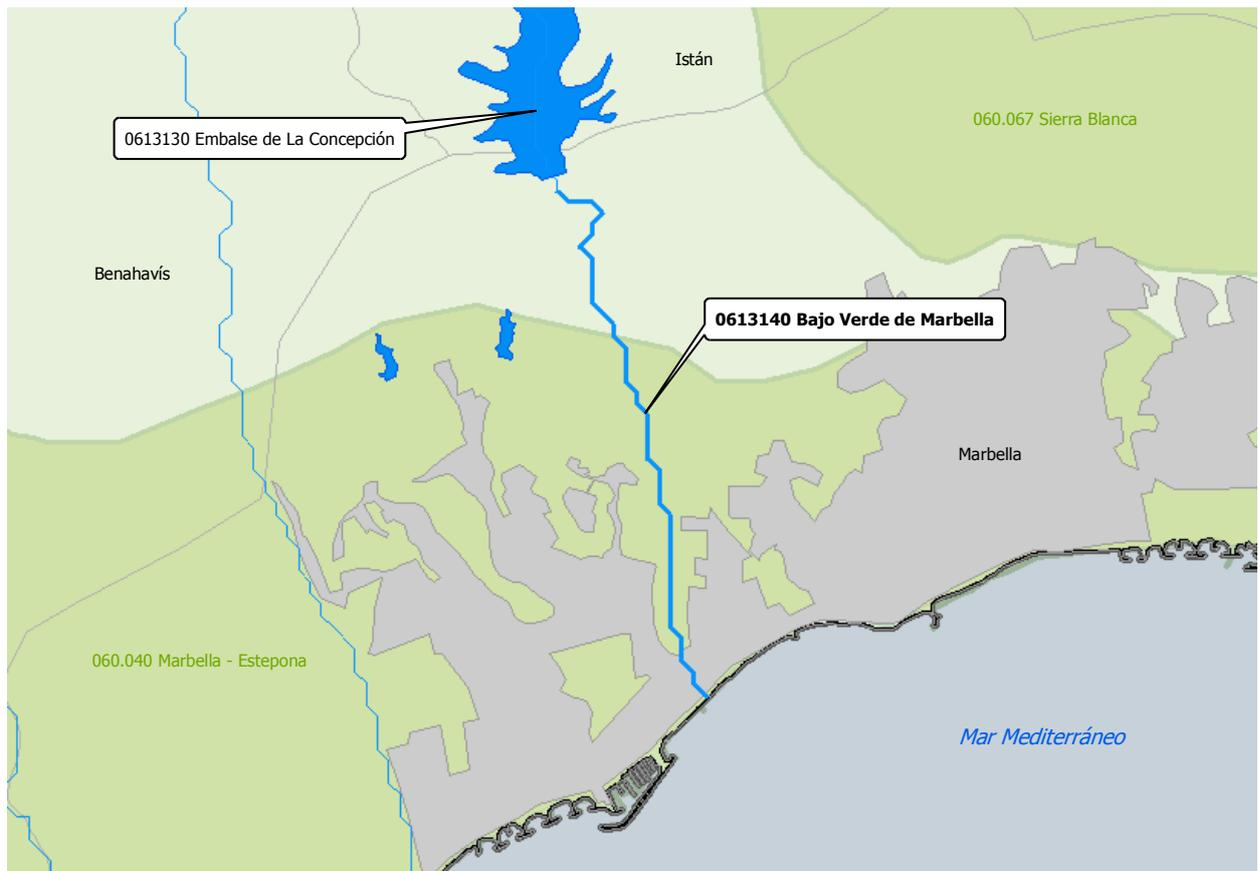 Istán
060.067 Sierra Blanca
0613130 Embalse de La Concepción
Benahavís
0613140 Bajo Verde de Marbella
Marbella
060.040 Marbella - Estepona
Mar Mediterráneo